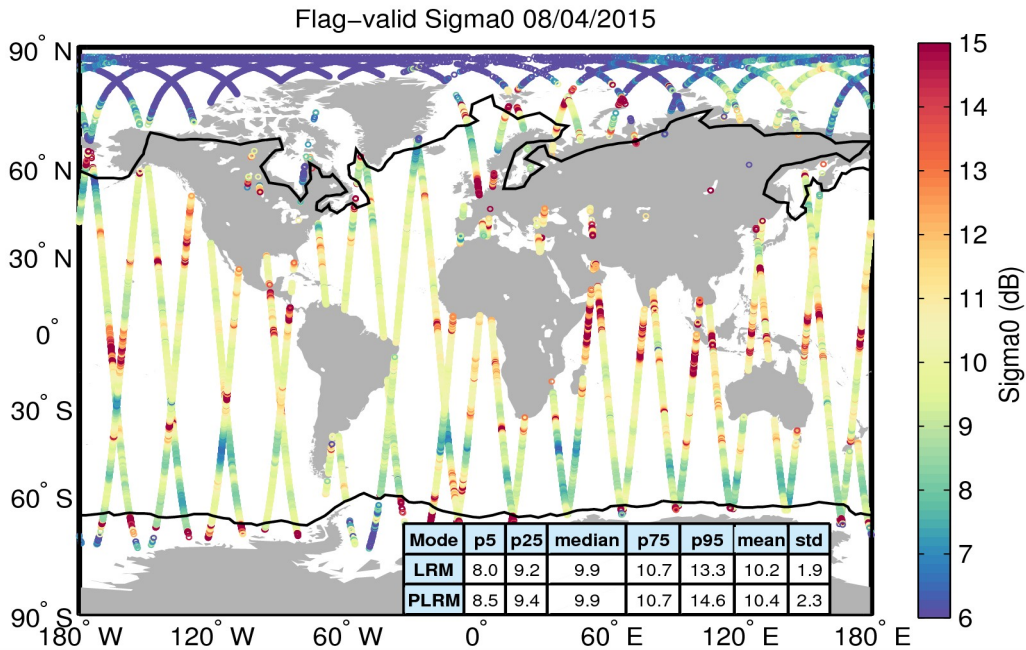 Flag−valid Sigma0 08/04/2015
90° N
60° N
30° N
0°
30° S
60° S
90° S
180° W
120° W
60° W
0°
60° E
120° E
180° E
15
14
13
12
11
10
9
8
7
6
Sigma0 (dB)
Mode p5 p25 median p75 p95 mean std
LRM 8.0 9.2 9.9 10.7 13.3 10.2 1.9
PLRM 8.5 9.4 9.9 10.7 14.6 10.4 2.3